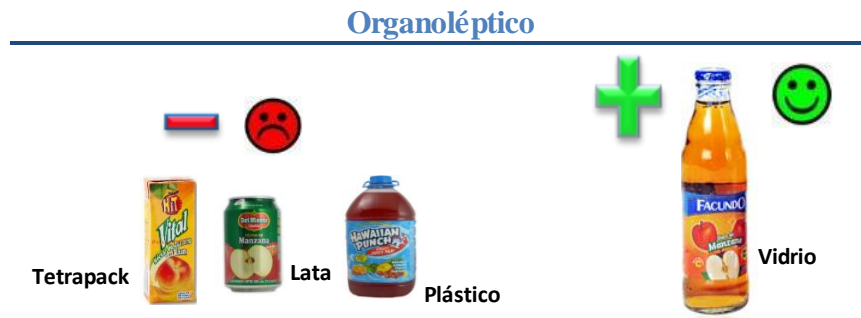 Organoléptico
Hit
Vital
Del Monte
Manzana
HAWAIIAN
PUNCH
FACUNDO
Manzana
Tetrapack
Lata
Plástico
Vidrio